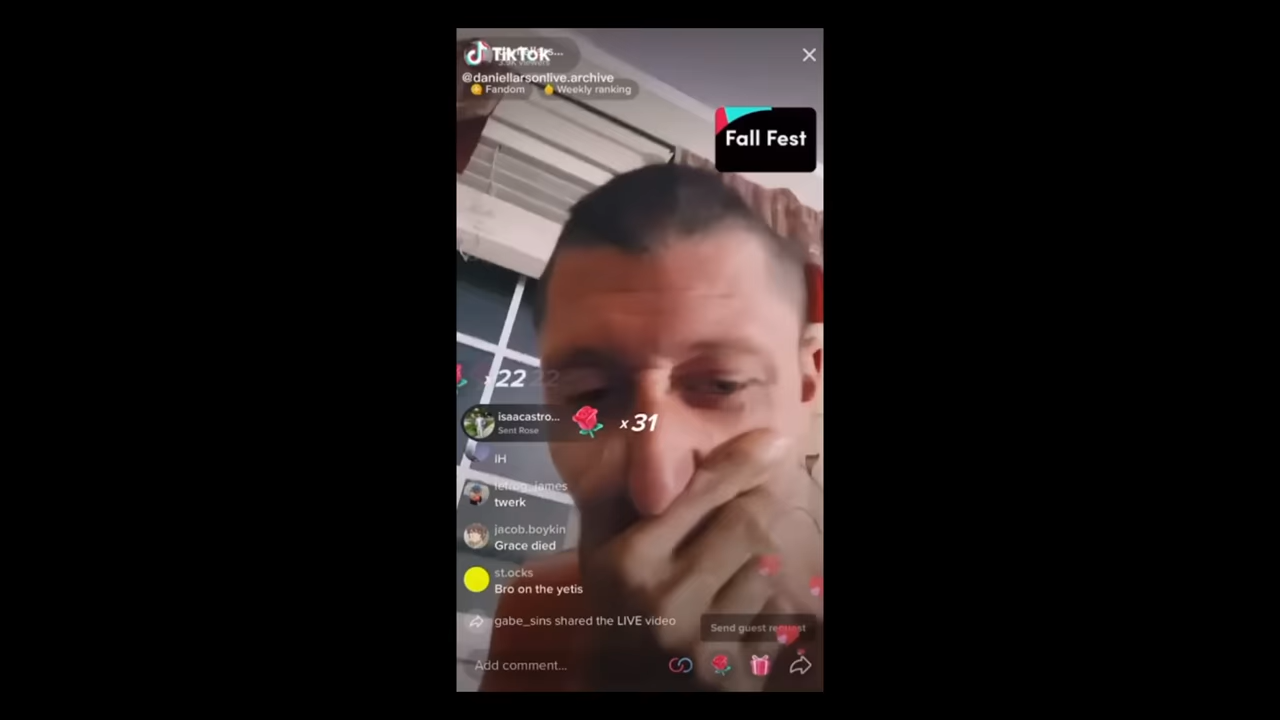 TikTok
@daniellarsonlive.archive
Fandom
Weekly ranking
Fall Fest
x22
isaacastro...
Sent Rose
x31
IH
twerk
jacob.boykin
Grace died
st.ocks
Bro on the yetis
gabe_sins shared the LIVE video
Send guest request
Add comment...